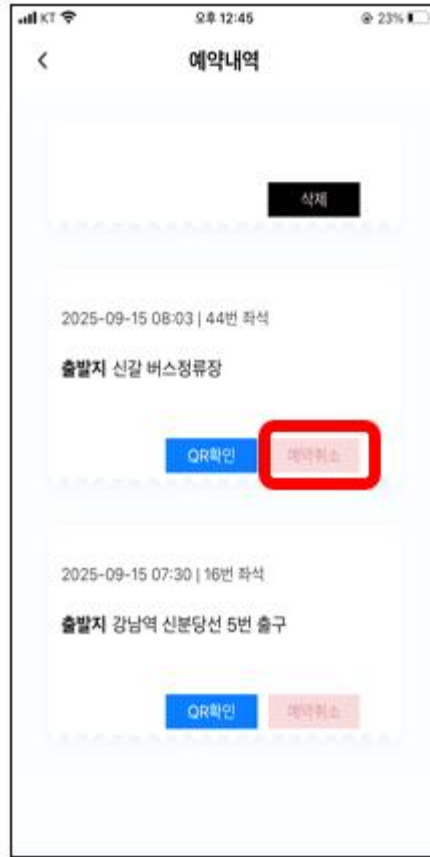 KT 오후 12:45 23%
예약내역
삭제
2025-09-15 08:03 | 44번 좌석
출발지 신갈 버스정류장
QR확인 예약취소
2025-09-15 07:30 | 16번 좌석
출발지 강남역 신분당선 5번 출구
QR확인 예약취소